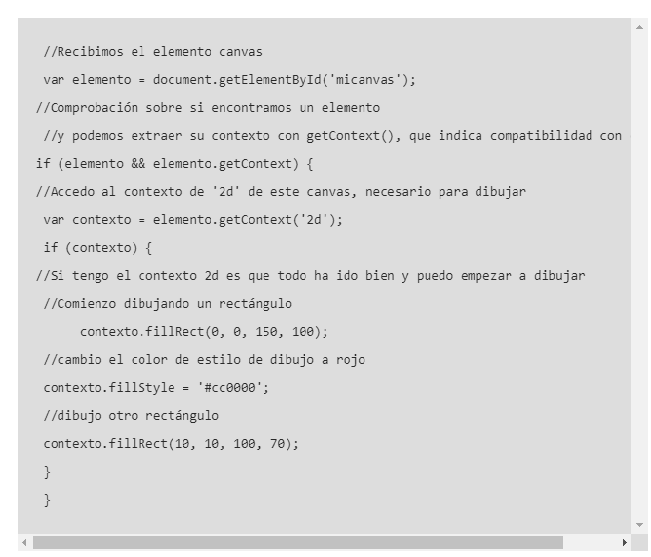 //Recibimos el elemento canvas
var elemento = document.getElementById('micanvas');
//Comprobación sobre si encontramos un elemento
//y podemos extraer su contexto con getContext(), que indica compatibilidad con
if (elemento && elemento.getContext) {
//Accedo al contexto de '2d' de este canvas, necesario para dibujar
var contexto = elemento.getContext('2d');
if (contexto) {
//Si tengo el contexto 2d es que todo ha ido bien y puedo empezar a dibujar
//Comienzo dibujando un rectángulo
contexto.fillRect(0, 0, 150, 100);
//cambio el color de estilo de dibujo a rojo
contexto.fillStyle = '#cc0000';
//dibujo otro rectángulo
contexto.fillRect(10, 10, 100, 70);
}
}